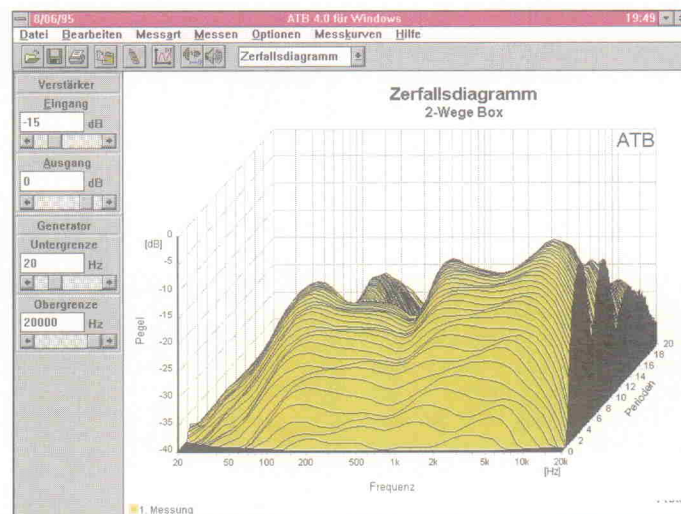 8/06/95 ATB 4.0 für Windows 19:49
Datei Bearbeiten Messart Messen Optionen Messkurven Hilfe
Zerfallsdiagramm
Verstärker
Eingang
-15 dB
Ausgang
0 dB
Generator
Untergrenze
20 Hz
Obergrenze
20000 Hz
Zerfallsdiagramm
2-Wege Box
ATB
[dB]
Pegel
0
-5
-10
-15
-20
-25
-30
-35
-40
20 50 100 200 500 1k 2k 5k 10k 20k
[Hz]
Frequenz
0 2 4 6 8 10 12 14 16 18 20
Perioden
1. Messung